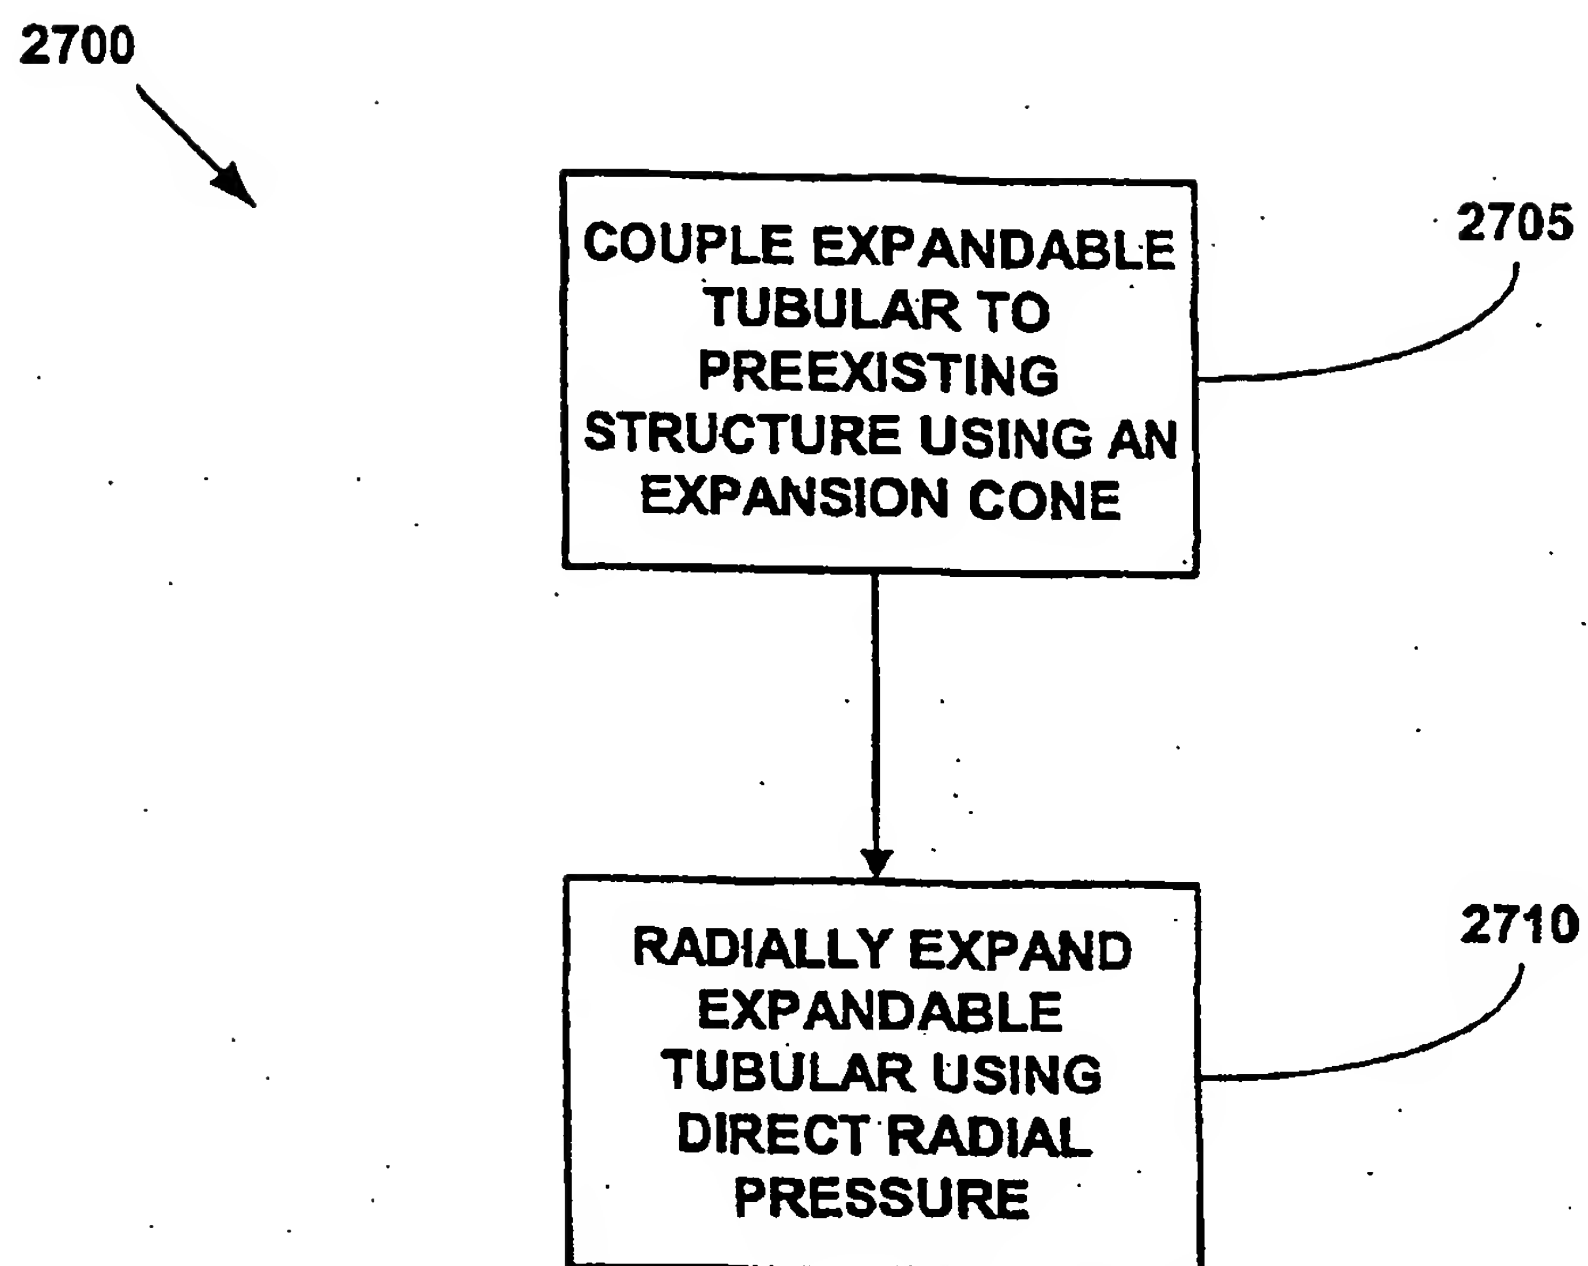 2700
COUPLE EXPANDABLE
TUBULAR TO
PREEXISTING
STRUCTURE USING AN
EXPANSION CONE
2705
RADIALLY EXPAND
EXPANDABLE
TUBULAR USING
DIRECT RADIAL
PRESSURE
2710